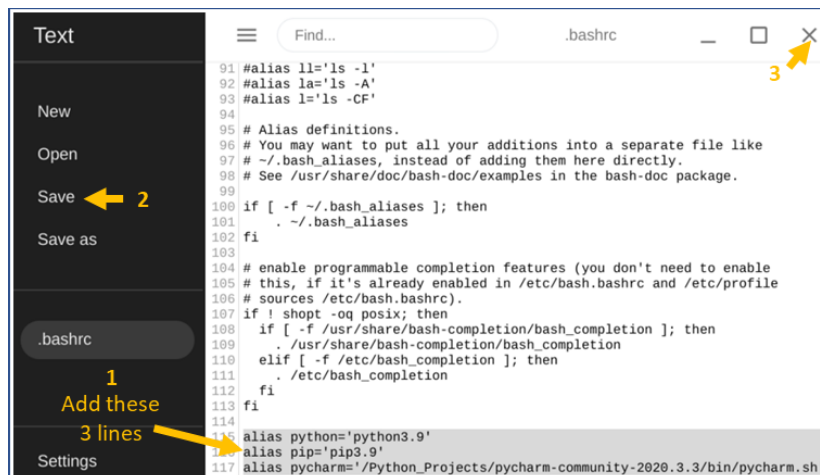 Text
Find...
.bashrc
3
New
Open
Save
2
Save as
.bashrc
1
Add these
3 lines
Settings
91 #alias ll='ls -l'
92 #alias la='ls -A'
93 #alias l='ls -CF'
94
95 # Alias definitions.
96 # You may want to put all your additions into a separate file like
97 # ~/.bash_aliases, instead of adding them here directly.
98 # See /usr/share/doc/bash-doc/examples in the bash-doc package.
99
100 if [ -f ~/.bash_aliases ]; then
101     . ~/.bash_aliases
102 fi
103
104 # enable programmable completion features (you don't need to enable
105 # this, if it's already enabled in /etc/bash.bashrc and /etc/profile
106 # sources /etc/bash.bashrc).
107 if ! shopt -oq posix; then
108   if [ -f /usr/share/bash-completion/bash_completion ]; then
109     . /usr/share/bash-completion/bash_completion
110   elif [ -f /etc/bash_completion ]; then
111     . /etc/bash_completion
112   fi
113 fi
114
115 alias python='python3.9'
116 alias pip='pip3.9'
117 alias pycharm='/Python_Projects/pycharm-community-2020.3.3/bin/pycharm.sh